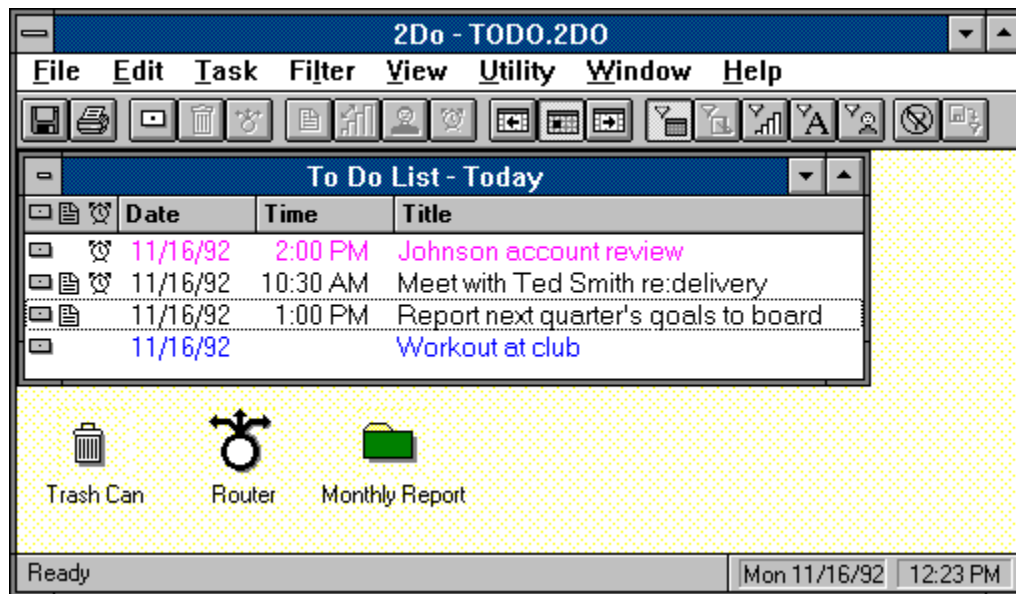 2Do - TODO.2DO
File Edit Task Filter View Utility Window Help
A
To Do List - Today
Date Time Title
11/16/92 2:00 PM Johnson account review
11/16/92 10:30 AM Meet with Ted Smith re:delivery
11/16/92 1:00 PM Report next quarter's goals to board
11/16/92 Workout at club
Trash Can Router Monthly Report
Ready Mon 11/16/92 12:23 PM